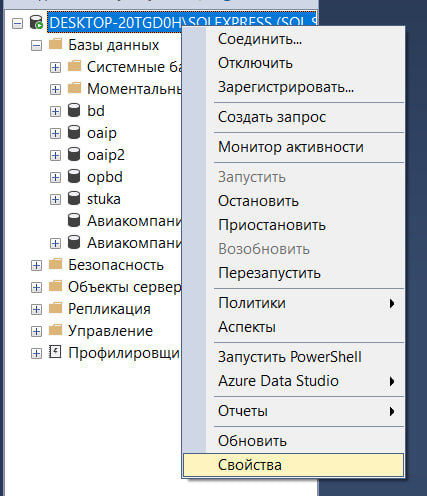 DESKTOP-20TGD0H\SQLEXPRESS (SQL S
Базы данных
Системные ба
Моментальны
bd
oaip
oaip2
opbd
stuka
Авиакомпани
Авиакомпани
Безопасность
Объекты сервер
Репликация
Управление
Профилировщи
Соединить...
Отключить
Зарегистрировать...
Создать запрос
Монитор активности
Запустить
Остановить
Приостановить
Возобновить
Перезапустить
Политики
Аспекты
Запустить PowerShell
Azure Data Studio
Отчеты
Обновить
Свойства